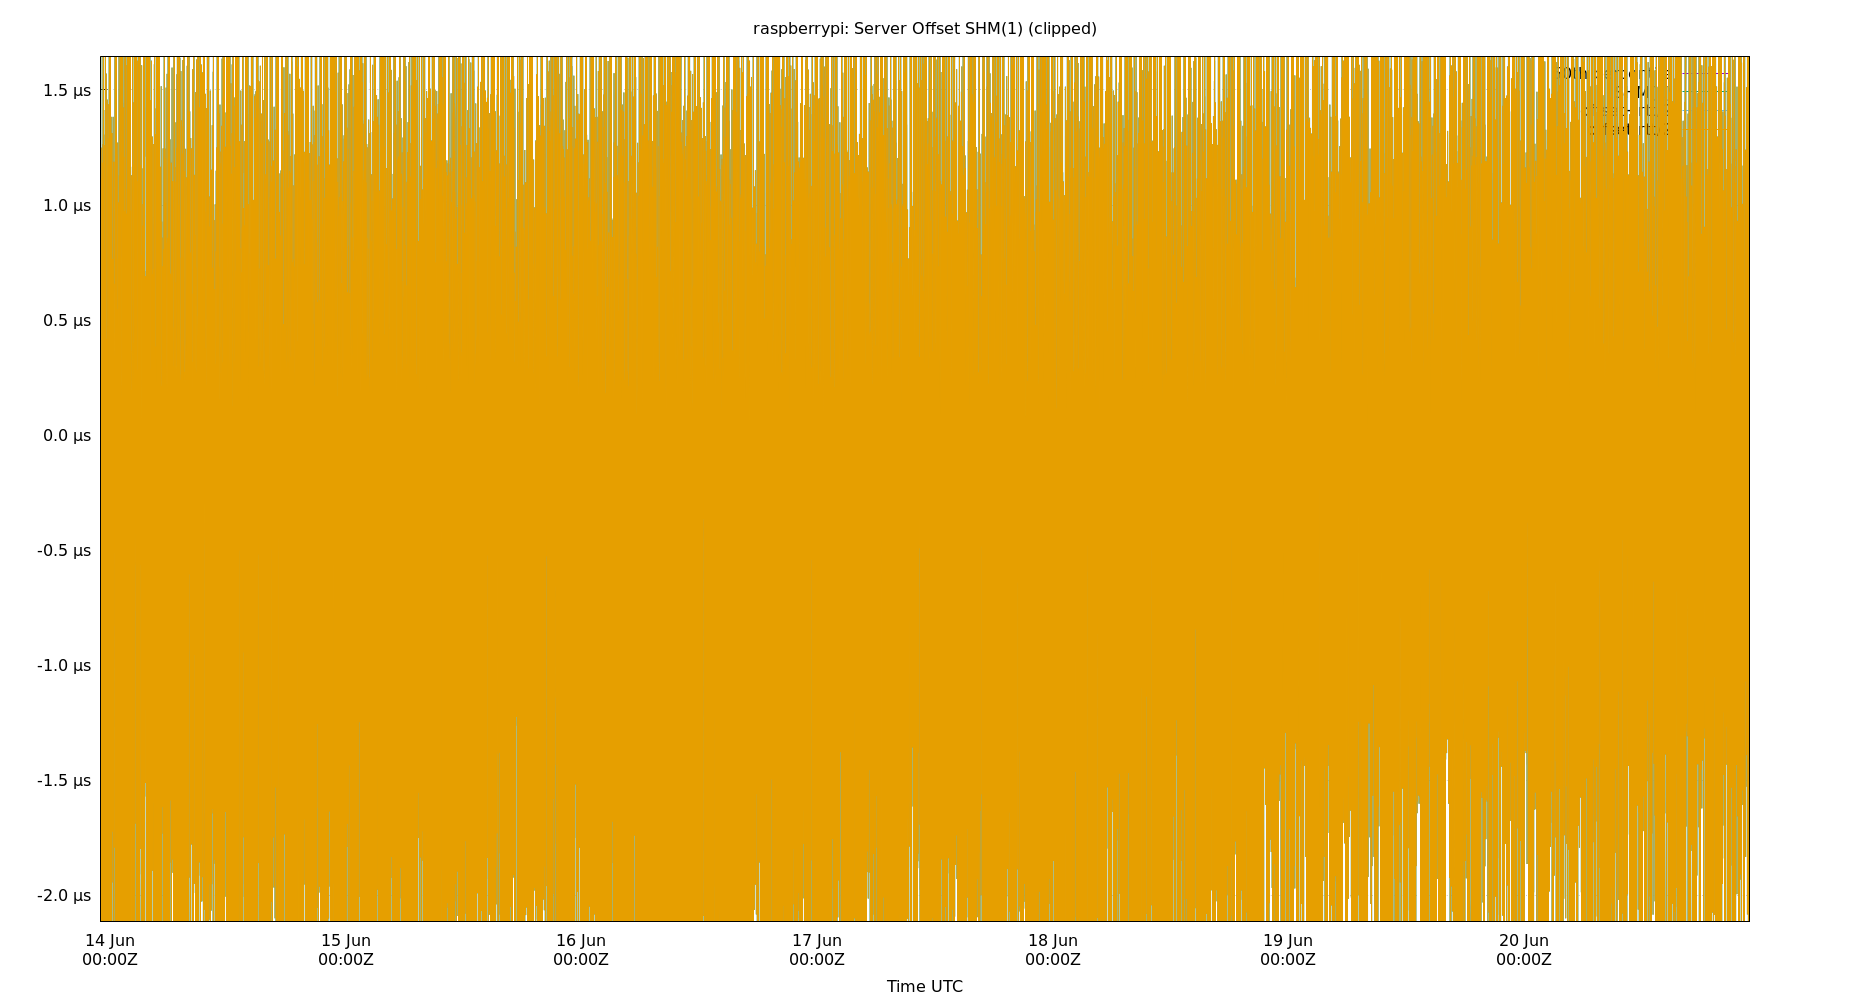 raspberrypi: Server Offset SHM(1) (clipped)
1.5 µs
1.0 µs
0.5 µs
0.0 µs
-0.5 µs
-1.0 µs
-1.5 µs
-2.0 µs
14 Jun 15 Jun 16 Jun 17 Jun 18 Jun 19 Jun 20 Jun
00:00Z 00:00Z 00:00Z 00:00Z 00:00Z 00:00Z 00:00Z
Time UTC